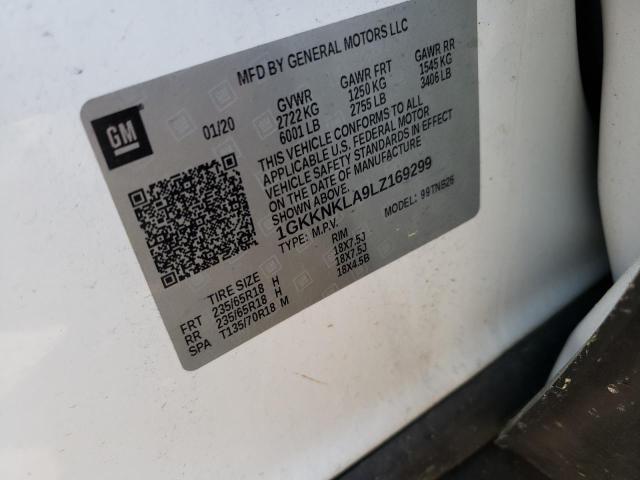 MFD BY GENERAL MOTORS LLC
GM
01/20
GVWR
2722 KG
6001 LB
GAWR FRT
1250 KG
2755 LB
GAWR RR
1545 KG
3406 LB
THIS VEHICLE CONFORMS TO ALL
APPLICABLE U.S. FEDERAL MOTOR
VEHICLE SAFETY STANDARDS IN EFFECT
ON THE DATE OF MANUFACTURE
SHOWN ABOVE.
1GKKNKLA9LZ169299
TYPE: M.P.V. MODEL: 99TNB26
TIRE SIZE RIM
FRT 235/65R18 H 18X7.5J
RR 235/65R18 H 18X7.5J
SPA T135/70R18 M 18X4.5B